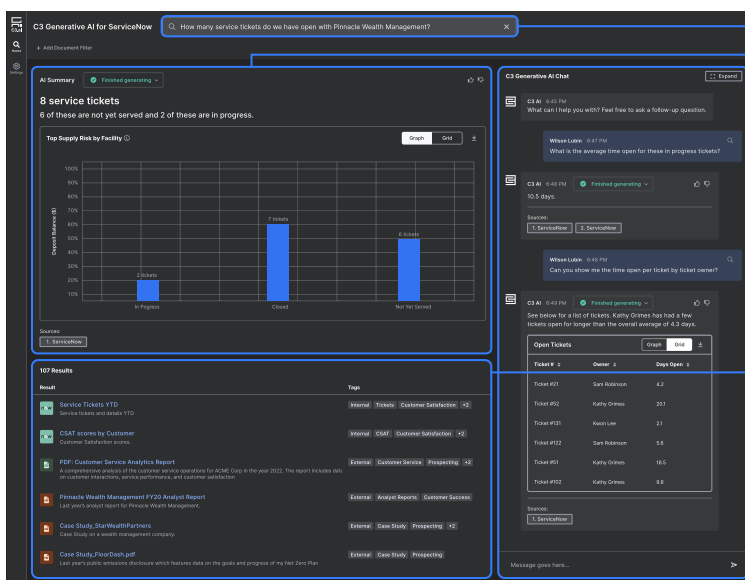 C3 Generative AI for ServiceNow
How many service tickets do we have open with Pinnacle Wealth Management?
+ Add Document Filter
C3.ai
Home
Settings
AI Summary
Finished generating
8 service tickets
6 of these are not yet served and 2 of these are in progress.
Top Supply Risk by Facility
Graph
Grid
Deposit Balance ($)
100%
90%
80%
70%
60%
50%
40%
30%
20%
10%
2 tickets
7 tickets
6 tickets
In Progress
Closed
Not Yet Served
Sources:
1. ServiceNow
107 Results
Result
Tags
Service Tickets YTD
Service tickets and details YTD
Internal Tickets Customer Satisfaction +2
CSAT scores by Customer
Customer Satisfaction scores.
Internal CSAT Customer Satisfaction +2
PDF: Customer Service Analytics Report
A comprehensive analysis of the customer service operations for ACME Corp in the year 2022. The report includes data
on customer interactions, service performance, and customer satisfaction
External Customer Service Prospecting +2
Pinnacle Wealth Management FY20 Analyst Report
Last year's analyst report for Pinnacle Wealth Management.
External Analyst Reports Customer Success
Case Study_StarWealthPartners
Case Study on a wealth management company.
External Case Study Prospecting +2
Case Study_FloorDash.pdf
Last year's public emissions disclosure which features data on the goals and progress of my Net Zero Plan
External Case Study Prospecting
C3 Generative AI Chat
Expand
C3 AI 6:45 PM
What can I help you with? Feel free to ask a follow-up question.
Wilson Lubin 6:47 PM
What is the average time open for these in progress tickets?
C3 AI 6:48 PM
Finished generating
10.5 days.
Sources:
1. ServiceNow
2. ServiceNow
Wilson Lubin 6:48 PM
Can you show me the time open per ticket by ticket owner?
C3 AI 6:49 PM
Finished generating
See below for a list of tickets. Kathy Grimes has had a few
tickets open for longer than the overall average of 4.3 days.
Open Tickets
Graph
Grid
Ticket # Owner Days Open
Ticket #21 Sam Robinson 4.2
Ticket #52 Kathy Grimes 20.1
Ticket #131 Kwon Lee 2.1
Ticket #122 Sam Robinson 5.6
Ticket #51 Kathy Grimes 18.5
Ticket #102 Kathy Grimes 9.8
Sources:
1. ServiceNow
Message goes here...